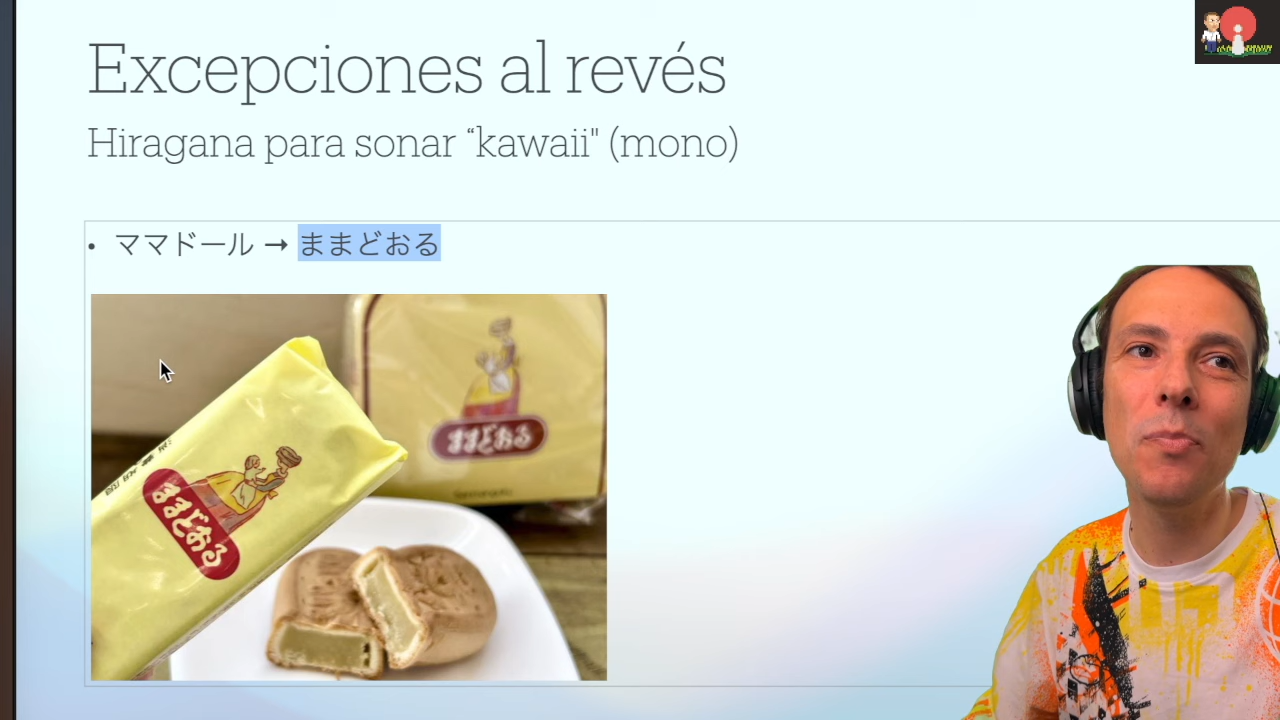 Excepciones al revés
Hiragana para sonar “kawaii" (mono)
• ママドール → ままどおる
ままどおる
ままどおる